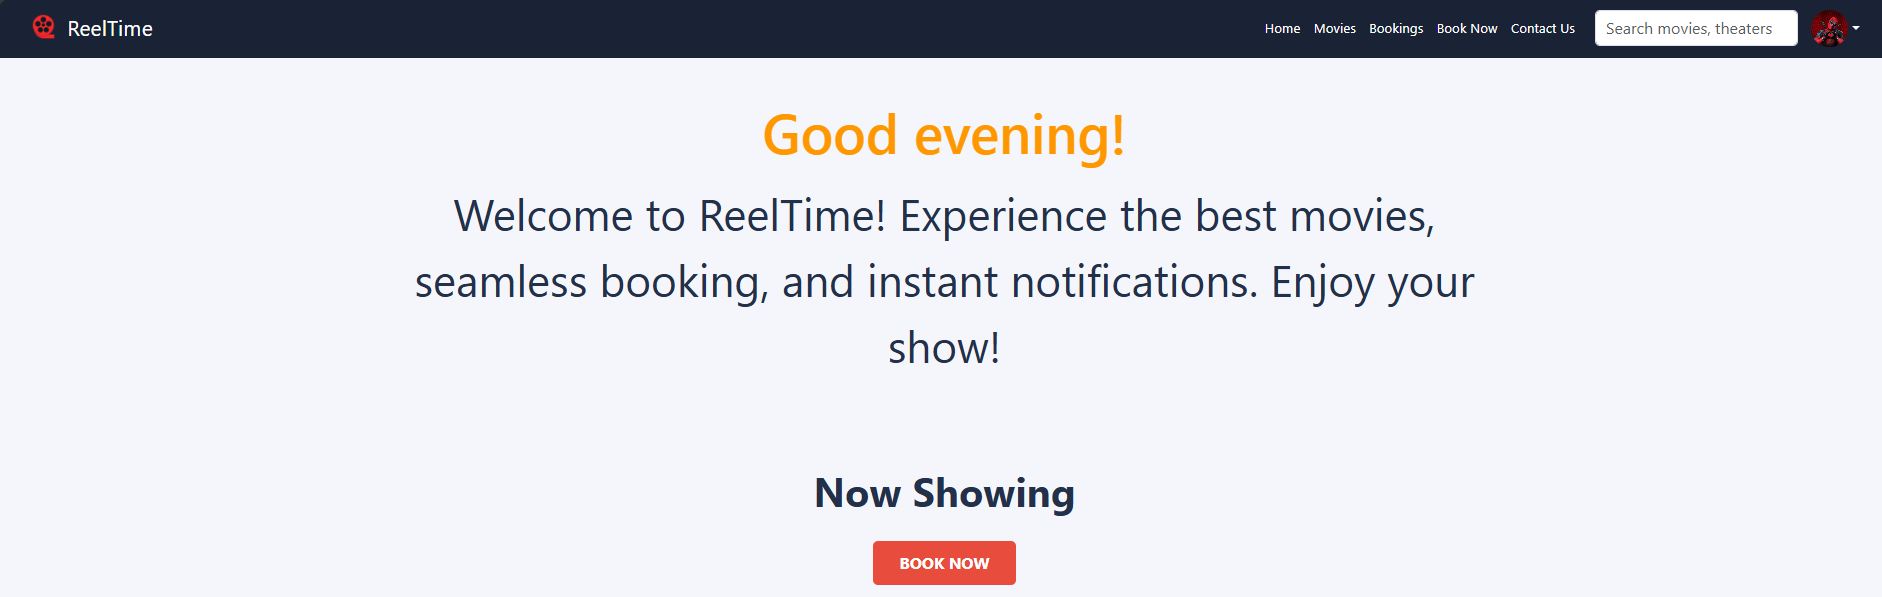 ReelTime Home Movies Bookings Book Now Contact Us Search movies, theaters
Good evening!
Welcome to ReelTime! Experience the best movies,
seamless booking, and instant notifications. Enjoy your
show!
Now Showing
BOOK NOW